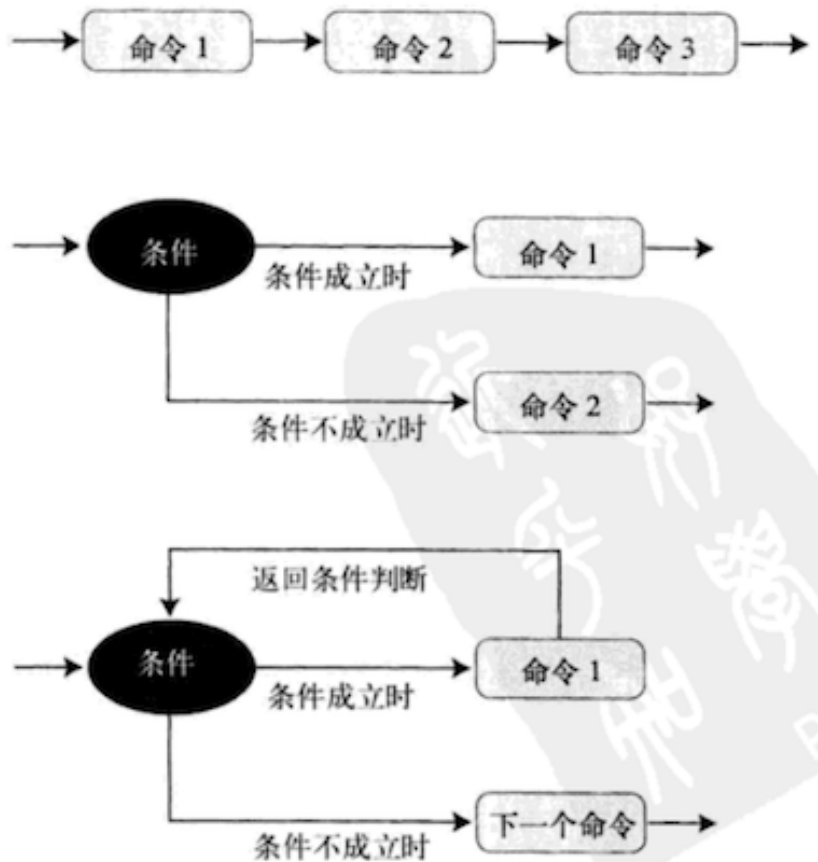 命令 1
命令 2
命令 3
条件
条件成立时
命令 1
条件不成立时
命令 2
返回条件判断
条件
条件成立时
命令 1
条件不成立时
下一个命令